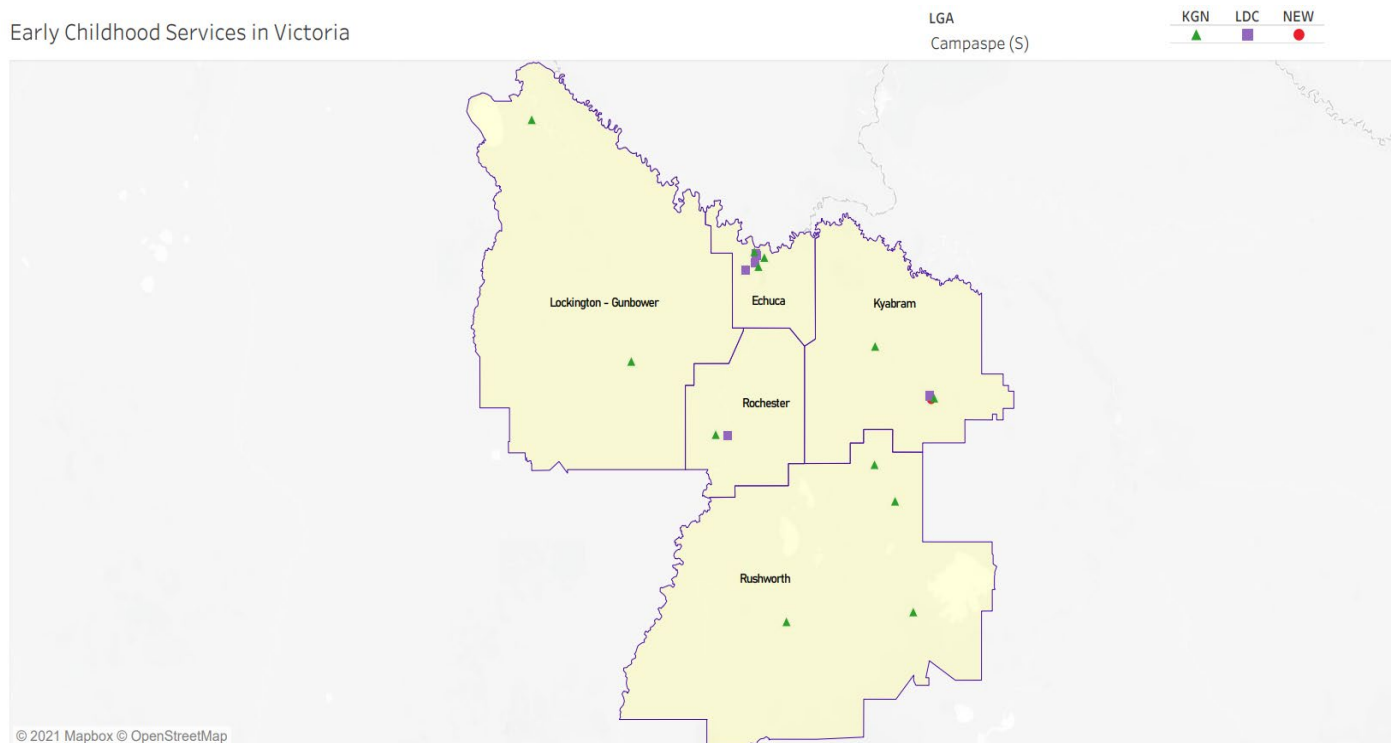 Early Childhood Services in Victoria
LGA
Campaspe (S)
KGN LDC NEW
Lockington - Gunbower
Echuca
Kyabram
Rochester
Rushworth
© 2021 Mapbox © OpenStreetMap